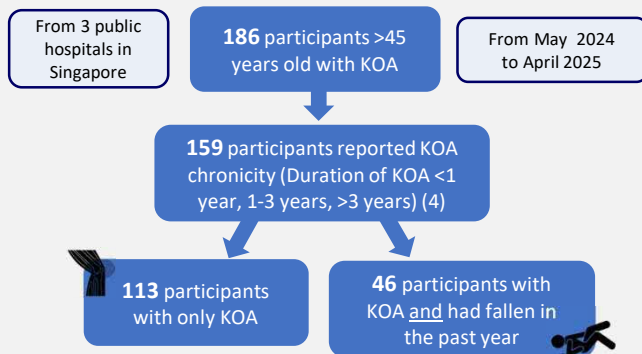 From 3 public
hospitals in
Singapore
186 participants >45
years old with KOA
From May 2024
to April 2025
159 participants reported KOA
chronicity (Duration of KOA <1
year, 1-3 years, >3 years) (4)
113 participants
with only KOA
46 participants with
KOA and had fallen in
the past year